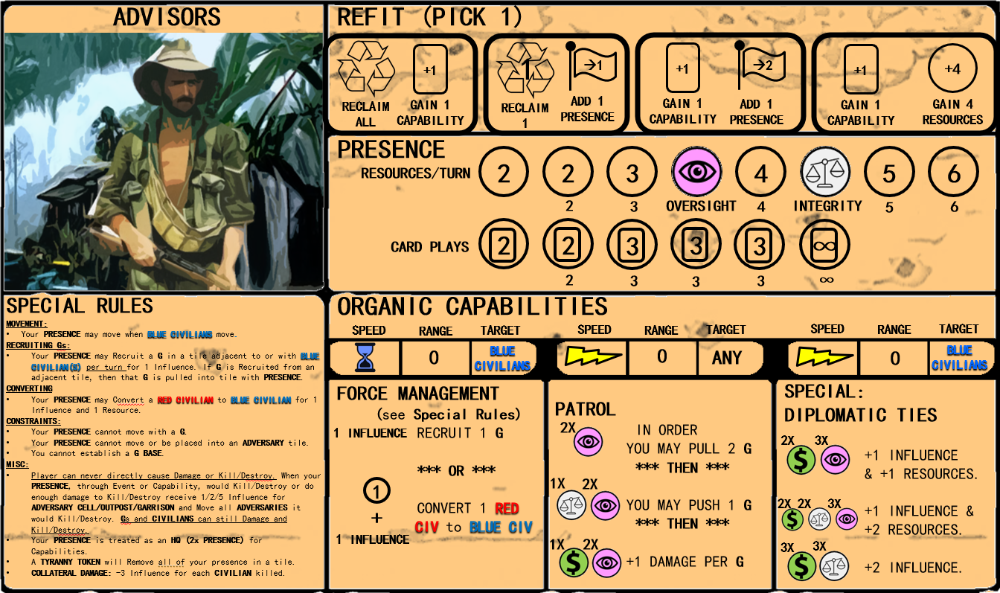 ADVISORS
REFIT (PICK 1)
RECLAIM
ALL
+1
GAIN 1
CAPABILITY
1
RECLAIM
1
→1
ADD 1
PRESENCE
+1
GAIN 1
CAPABILITY
→2
ADD 1
PRESENCE
+1
GAIN 1
CAPABILITY
+4
GAIN 4
RESOURCES
PRESENCE
RESOURCES/TURN 2 2 3 4 5 6
2 3 OVERSIGHT 4 INTEGRITY 5 6
CARD PLAYS 2 2 3 3 3 ∞
2 3 3 3 ∞
SPECIAL RULES
MOVEMENT:
• Your PRESENCE may move when BLUE CIVILIANS move.
RECRUITING Gs:
• Your PRESENCE may Recruit a G in a tile adjacent to or with BLUE
CIVILIAN(S) per turn for 1 Influence. If G is Recruited from an
adjacent tile, then that G is pulled into tile with PRESENCE.
CONVERTING
• Your PRESENCE may Convert a RED CIVILIAN to BLUE CIVILIAN for 1
Influence and 1 Resource.
CONSTRAINTS:
• Your PRESENCE cannot move with a G.
• Your PRESENCE cannot move or be placed into an ADVERSARY tile.
• You cannot establish a G BASE.
MISC:
• Player can never directly cause Damage or Kill/Destroy. When your
PRESENCE, through Event or Capability, would Kill/Destroy or do
enough damage to Kill/Destroy receive 1/2/5 Influence for
ADVERSARY CELL/OUTPOST/GARRISON and Move all ADVERSARIES it
would Kill/Destroy. Gs and CIVILIANS can still Damage and
Kill/Destroy.
• Your PRESENCE is treated as an HQ (2x PRESENCE) for
Capabilities.
• A TYRANNY TOKEN will Remove all of your presence in a tile.
• COLLATERAL DAMAGE: -3 Influence for each CIVILIAN killed.
ORGANIC CAPABILITIES
SPEED RANGE TARGET
0 BLUE
CIVILIANS
FORCE MANAGEMENT
(see Special Rules)
1 INFLUENCE RECRUIT 1 G
*** OR ***
1
+
1 INFLUENCE
CONVERT 1 RED
CIV to BLUE CIV
SPEED RANGE TARGET
0 ANY
PATROL
2X
IN ORDER
YOU MAY PULL 2 G
*** THEN ***
1X 2X
YOU MAY PUSH 1 G
*** THEN ***
1X 2X
$ +1 DAMAGE PER G
SPEED RANGE TARGET
0 BLUE
CIVILIANS
SPECIAL:
DIPLOMATIC TIES
2X 3X
$ +1 INFLUENCE
& +1 RESOURCES.
2X 2X 3X
$ +1 INFLUENCE &
+2 RESOURCES.
3X 3X
$ +2 INFLUENCE.